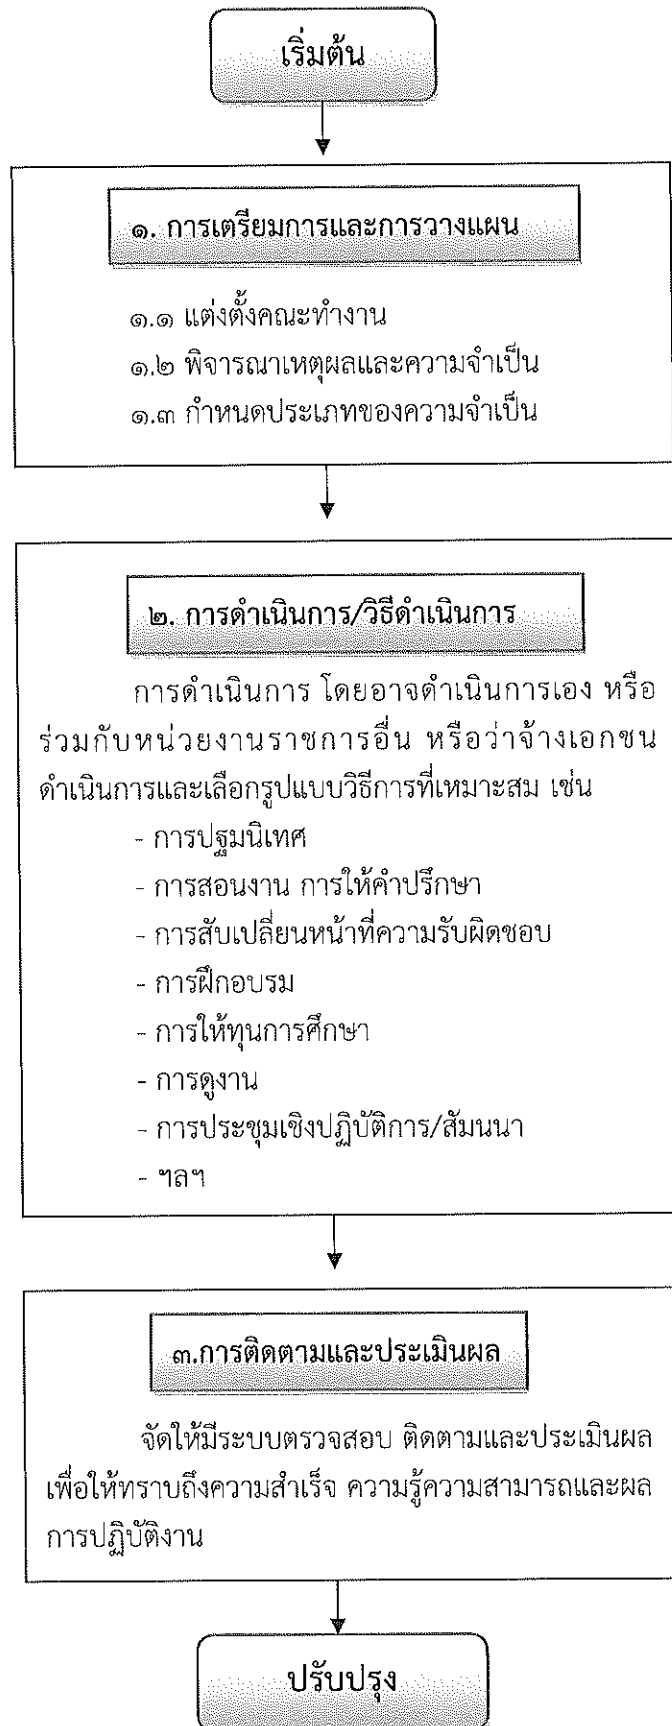 เริ่มต้น
๑. การเตรียมการและการวางแผน
๑.๑ แต่งตั้งคณะทำงาน
๑.๒ พิจารณาเหตุผลและความจำเป็น
๑.๓ กำหนดประเภทของความจำเป็น
๒. การดำเนินการ/วิธีดำเนินการ
การดำเนินการ โดยอาจดำเนินการเอง หรือ
ร่วมกับหน่วยงานราชการอื่น หรือว่าจ้างเอกชน
ดำเนินการและเลือกรูปแบบวิธีการที่เหมาะสม เช่น
- การปฐมนิเทศ
- การสอนงาน การให้คำปรึกษา
- การสับเปลี่ยนหน้าที่ความรับผิดชอบ
- การฝึกอบรม
- การให้ทุนการศึกษา
- การดูงาน
- การประชุมเชิงปฏิบัติการ/สัมนนา
- ฯลฯ
๓.การติดตามและประเมินผล
จัดให้มีระบบตรวจสอบ ติดตามและประเมินผล
เพื่อให้ทราบถึงความสำเร็จ ความรู้ความสามารถและผล
การปฏิบัติงาน
ปรับปรุง